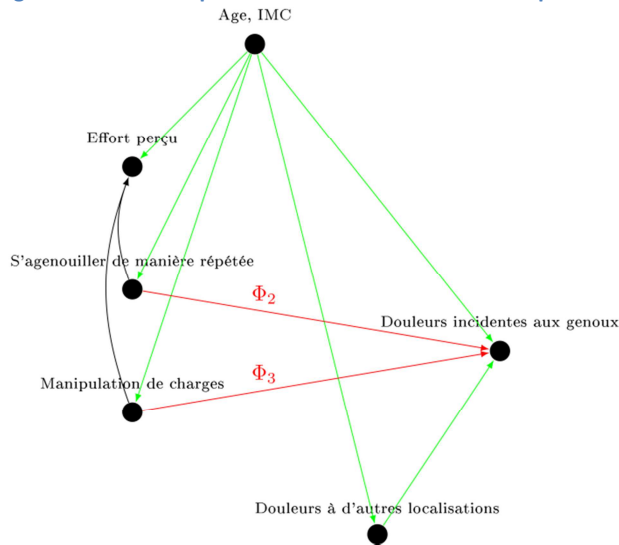 Age, IMC
Effort perçu
S'agenouiller de manière répétée
Φ2
Douleurs incidentes aux genoux
Manipulation de charges
Φ3
Douleurs à d'autres localisations